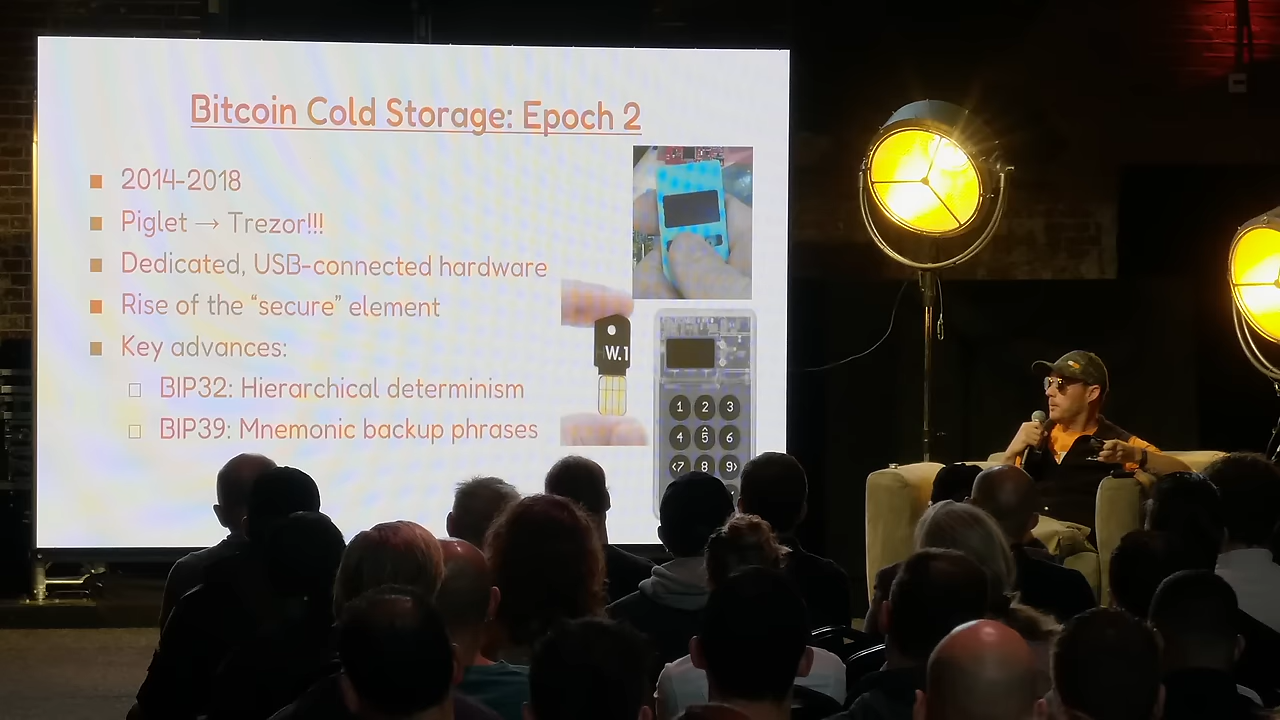 Bitcoin Cold Storage: Epoch 2
■ 2014-2018
■ Piglet → Trezor!!!
■ Dedicated, USB-connected hardware
■ Rise of the “secure” element
■ Key advances:
□ BIP32: Hierarchical determinism
□ BIP39: Mnemonic backup phrases
W.1
1 2 3
4 5 6
‹7 8 9›